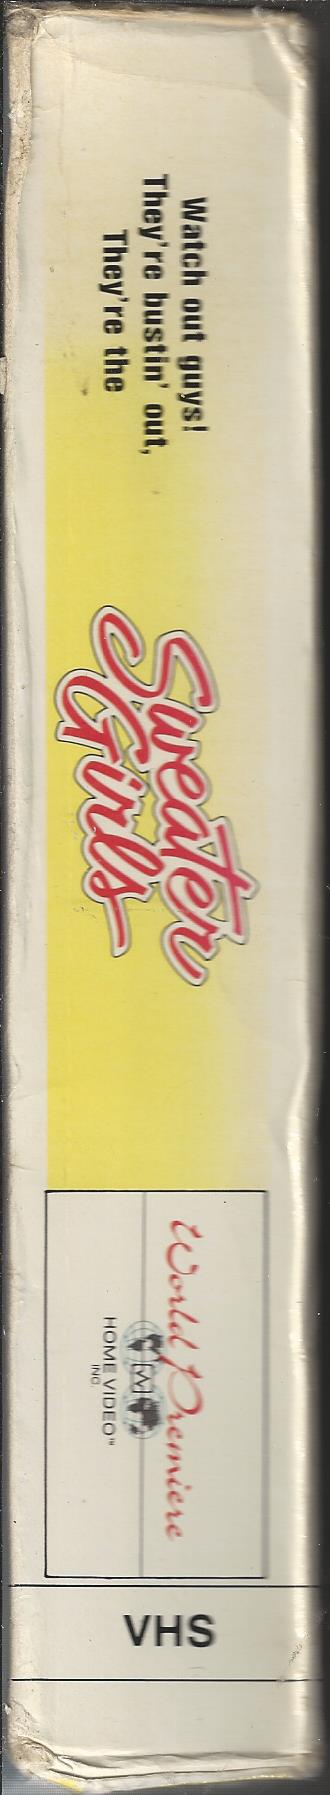 Watch out guys!
They're bustin' out,
They're the
Sweater
Girls
World Premiere
W
HOME VIDEO™
INC.
VHS